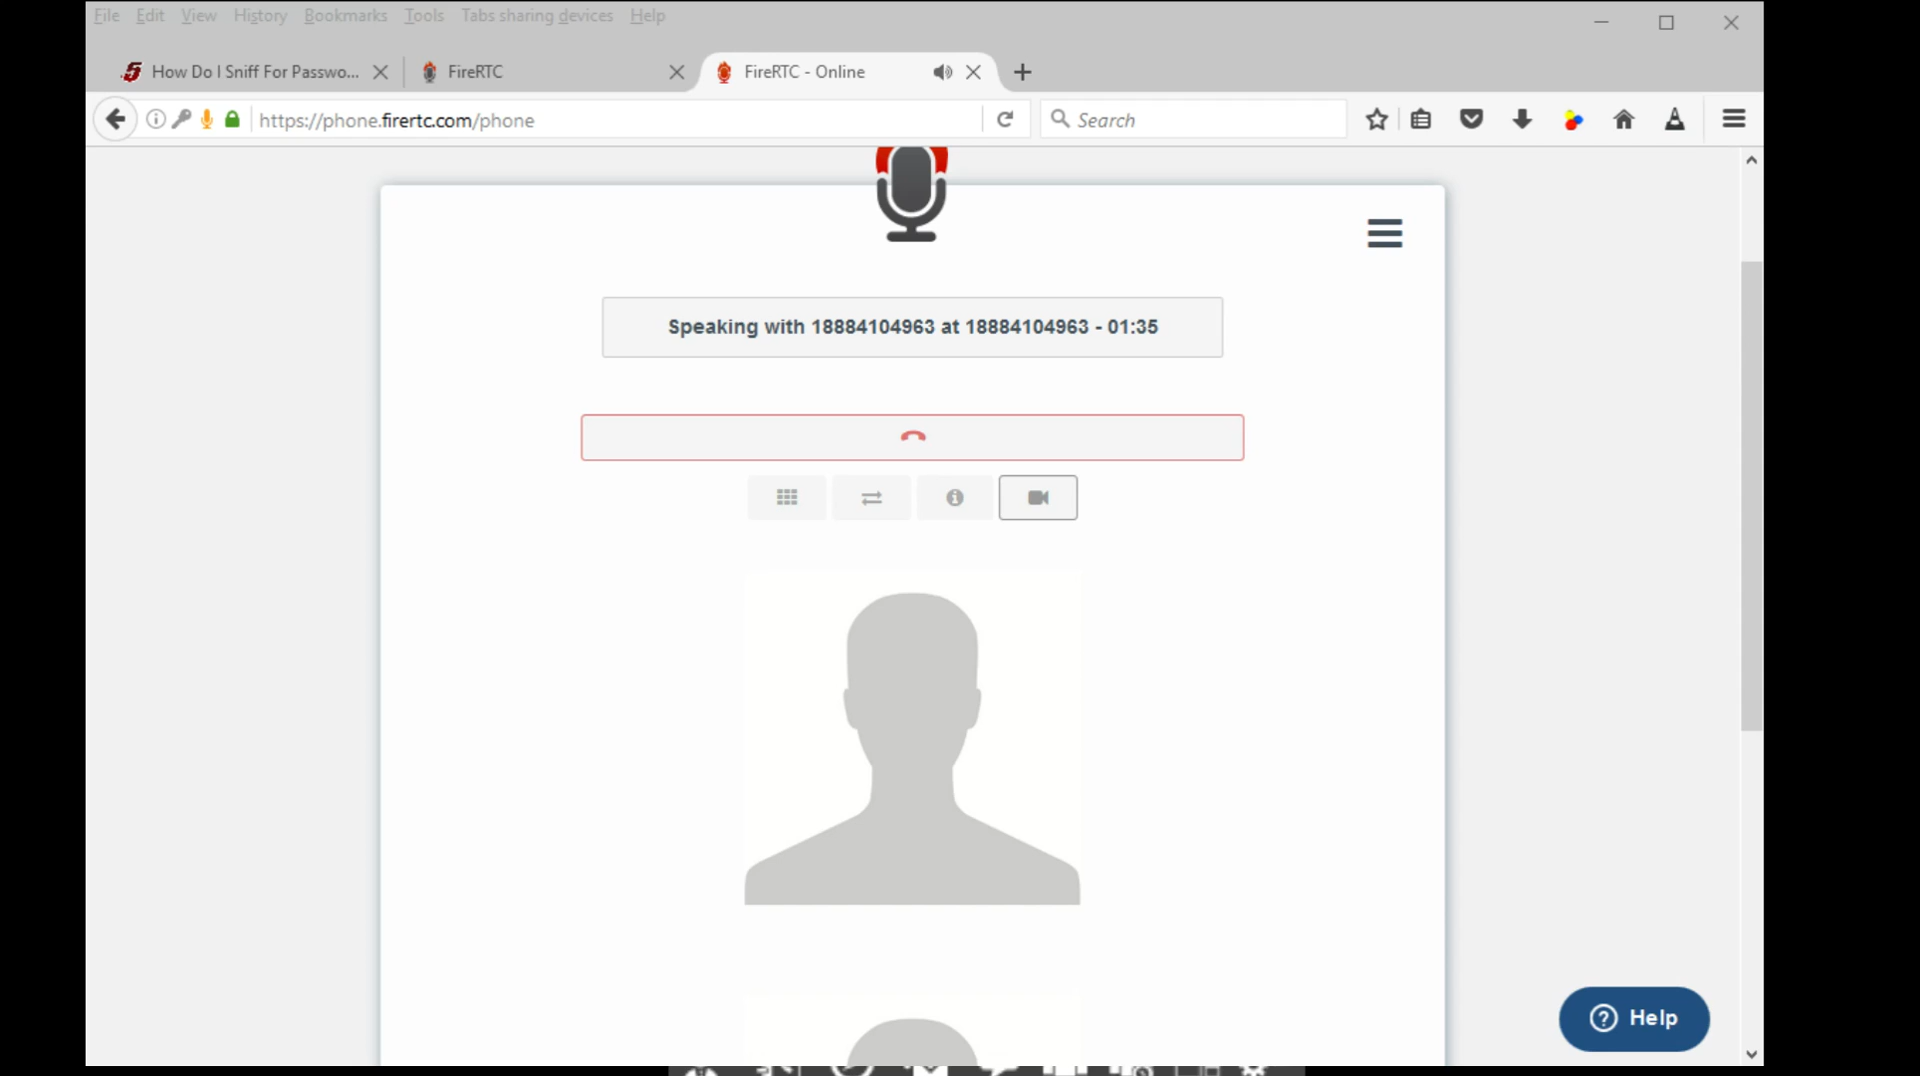 File Edit View History Bookmarks Tools Tabs sharing devices Help
How Do I Sniff For Passwo... FireRTC FireRTC - Online
https://phone.firertc.com/phone Search
Speaking with 18884104963 at 18884104963 - 01:35
Help